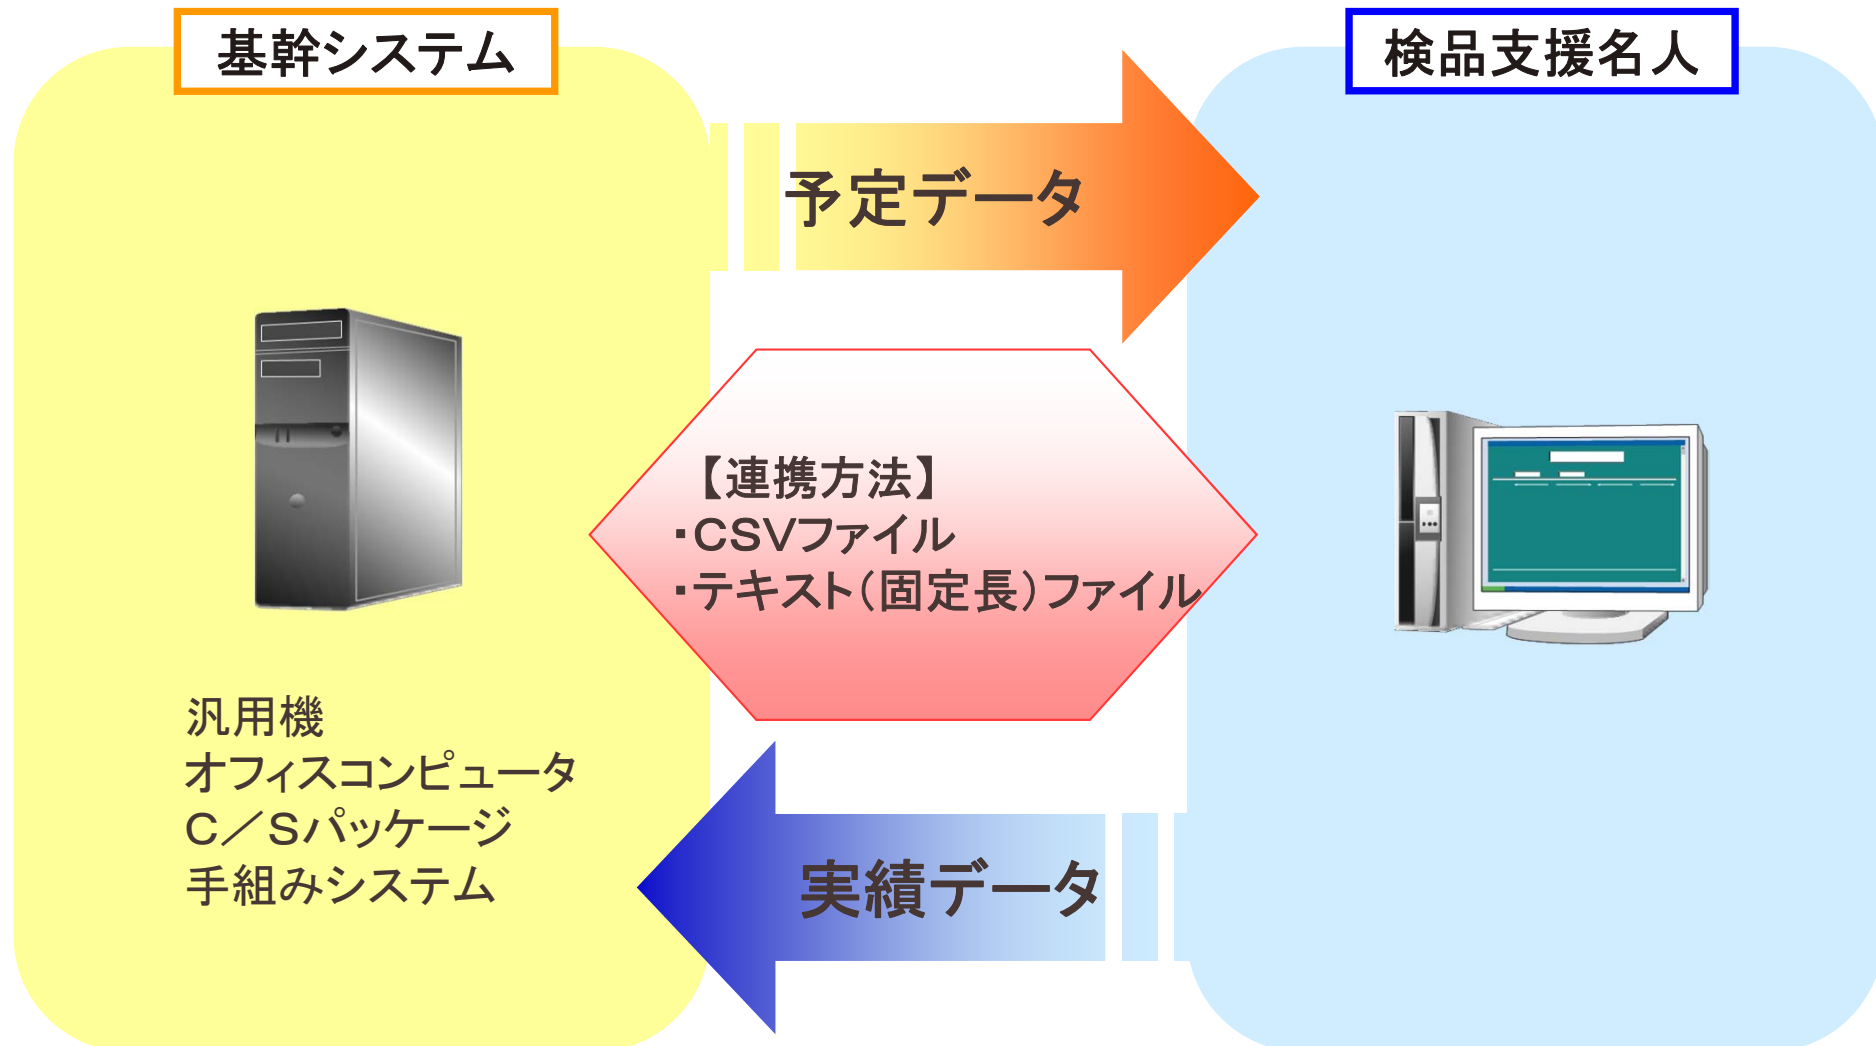 基幹システム
検品支援名人
予定データ
【連携方法】
・CSVファイル
・テキスト(固定長)ファイル
汎用機
オフィスコンピュータ
C/Sパッケージ
手組みシステム
実績データ